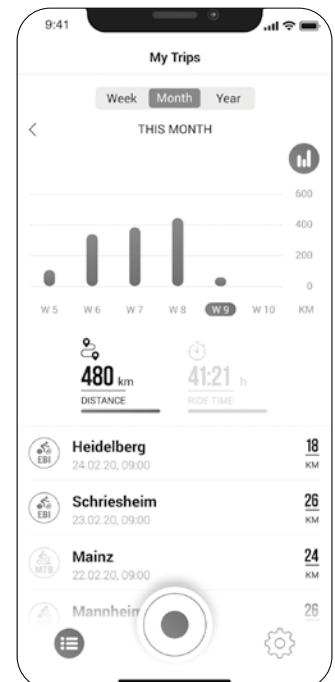 9:41
My Trips
Week Month Year
THIS MONTH
600
400
200
0
W 5 W 6 W 7 W 8 W 9 W 10 KM
480 km 41:21 h
DISTANCE RIDE TIME
EBI Heidelberg 18
24.02.20, 09:00 KM
EBI Schriesheim 26
23.02.20, 09:00 KM
MTB Mainz 24
22.02.20, 09:00 KM
Mannheim 26